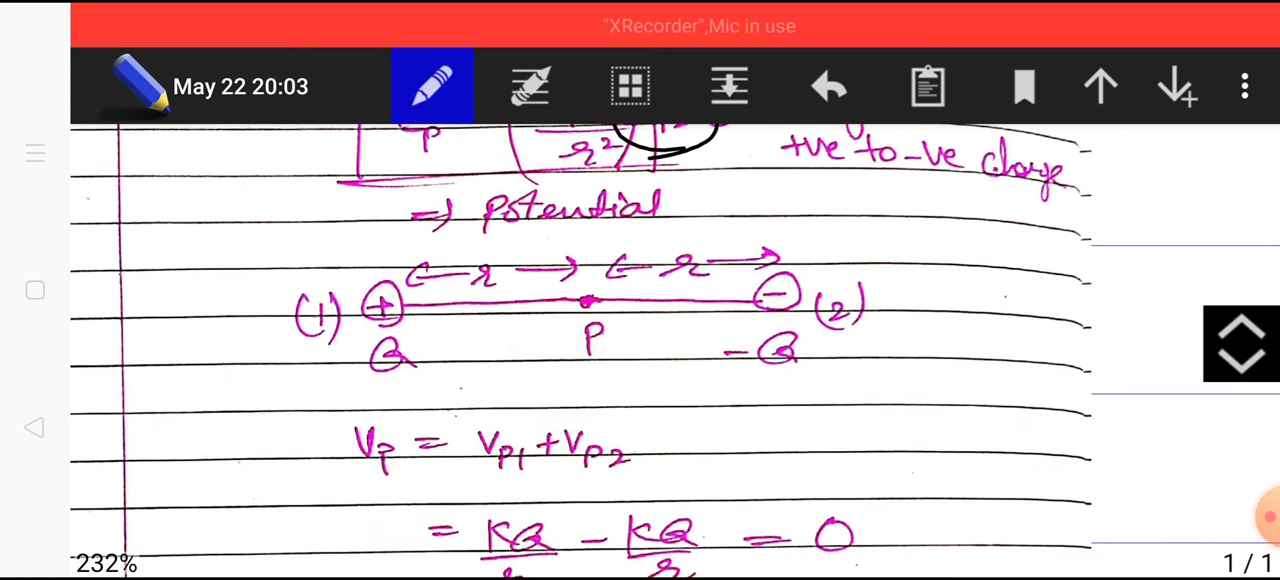 "XRecorder",Mic in use
May 22 20:03
P r²
+ve to -ve charge
=> Potential
← r → ← r →
(1) + - (2)
Q P -Q
Vp = Vp1 + Vp2
= KQ/r - KQ/r = 0
232% 1 / 1